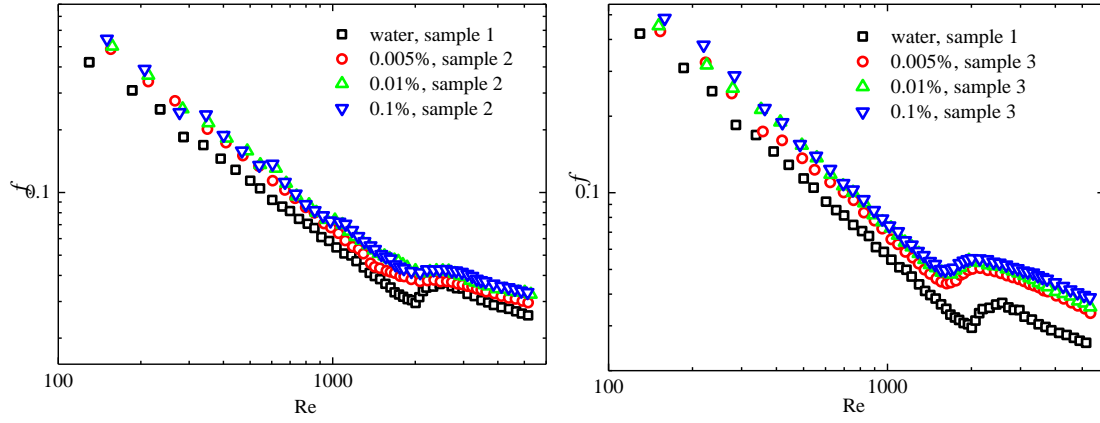 water, sample 1
0.005%, sample 2
0.01%, sample 2
0.1%, sample 2
0.1
f
100
1000
Re
water, sample 1
0.005%, sample 3
0.01%, sample 3
0.1%, sample 3
0.1
f
100
1000
Re